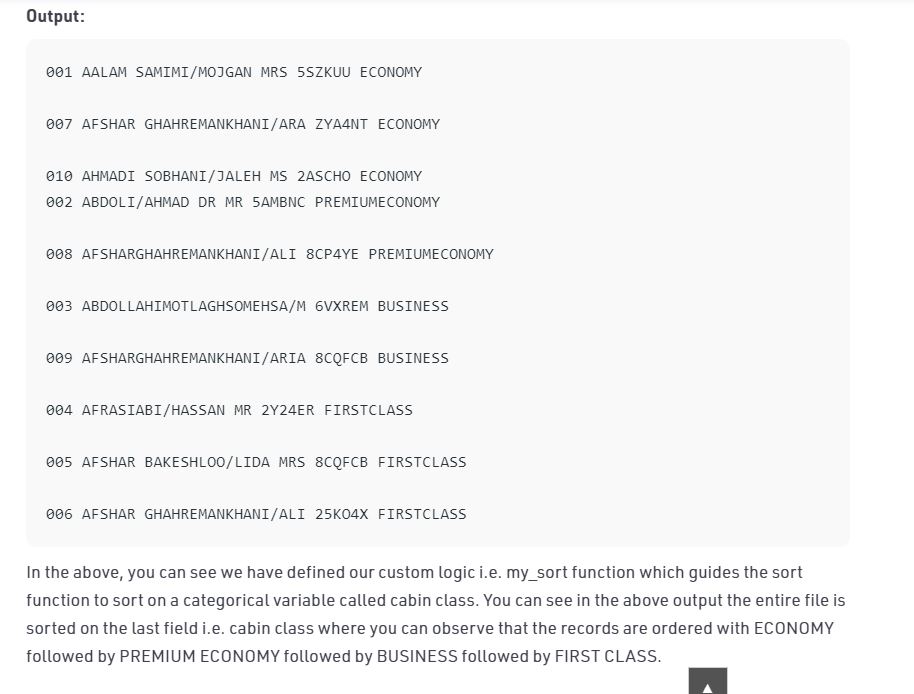 Output:
001 AALAM SAMIMI/MOJGAN MRS 5SZKUU ECONOMY
007 AFSHAR GHAHREMANKHANI/ARA ZYA4NT ECONOMY
010 AHMADI SOBHANI/JALEH MS 2ASCHO ECONOMY
002 ABDOLI/AHMAD DR MR 5AMBNC PREMIUMECONOMY
008 AFSHARGHAHREMANKHANI/ALI 8CP4YE PREMIUMECONOMY
003 ABDOLLAHIMOTLAGHSOMEHSA/M 6VXREM BUSINESS
009 AFSHARGHAHREMANKHANI/ARIA 8CQFCB BUSINESS
004 AFRASIABI/HASSAN MR 2Y24ER FIRSTCLASS
005 AFSHAR BAKESHLOO/LIDA MRS 8CQFCB FIRSTCLASS
006 AFSHAR GHAHREMANKHANI/ALI 25KO4X FIRSTCLASS
In the above, you can see we have defined our custom logic i.e. my_sort function which guides the sort
function to sort on a categorical variable called cabin class. You can see in the above output the entire file is
sorted on the last field i.e. cabin class where you can observe that the records are ordered with ECONOMY
followed by PREMIUM ECONOMY followed by BUSINESS followed by FIRST CLASS.